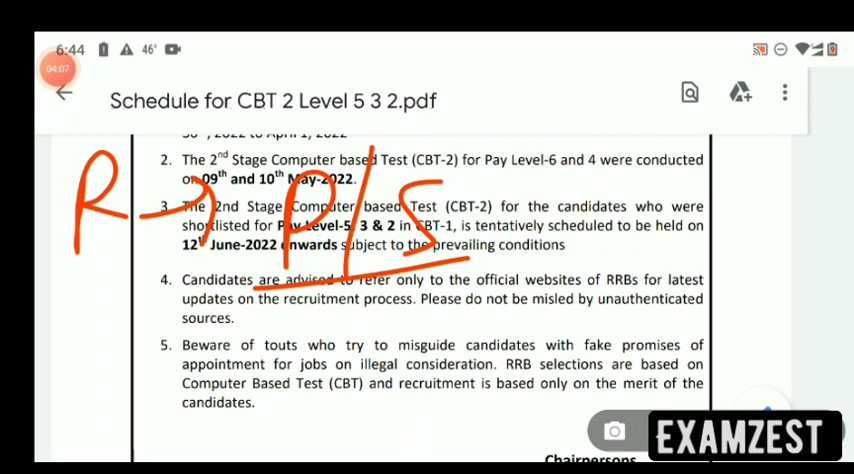 6:44 46°
04:07
Schedule for CBT 2 Level 5 3 2.pdf
30th, 2022 to April 1, 2022
2. The 2nd Stage Computer based Test (CBT-2) for Pay Level-6 and 4 were conducted
on 09th and 10th May-2022.
3. The 2nd Stage Computer based Test (CBT-2) for the candidates who were
shortlisted for Pay Level-5, 3 & 2 in CBT-1, is tentatively scheduled to be held on
12th June-2022 onwards subject to the prevailing conditions
R → P/S
4. Candidates are advised to refer only to the official websites of RRBs for latest
updates on the recruitment process. Please do not be misled by unauthenticated
sources.
5. Beware of touts who try to misguide candidates with fake promises of
appointment for jobs on illegal consideration. RRB selections are based on
Computer Based Test (CBT) and recruitment is based only on the merit of the
candidates.
EXAMZEST
Chairpersons